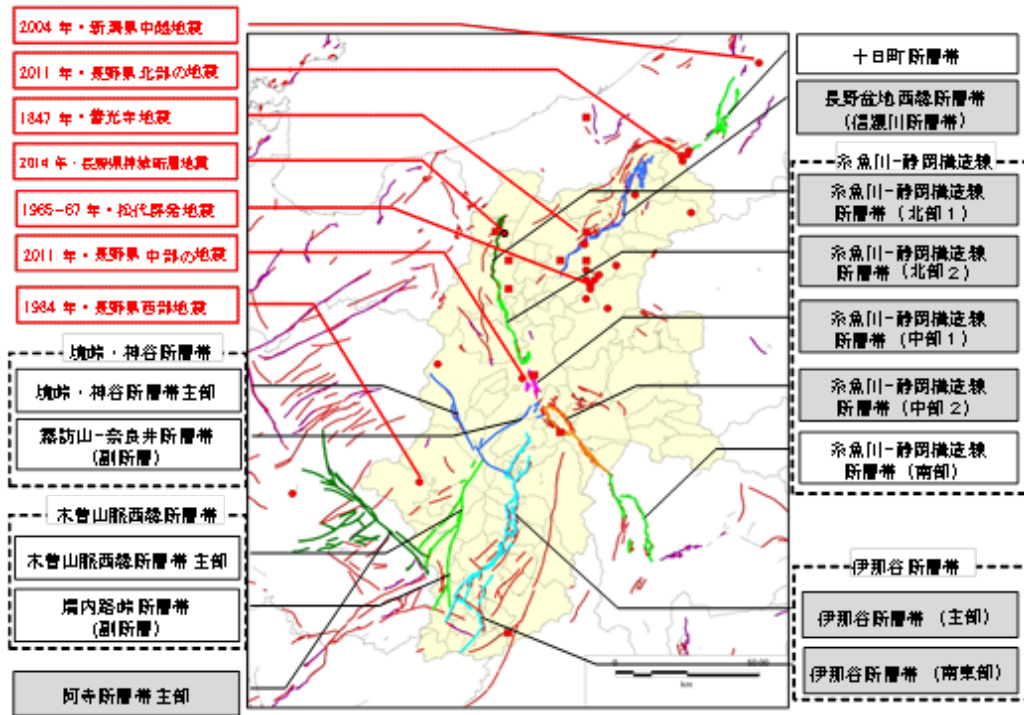 2004 年・新潟県中越地震
2011 年・長野県北部の地震
1847 年・善光寺地震
2014 年・長野県神城断層地震
1965-67 年・松代群発地震
2011 年・長野県中部の地震
1984 年・長野県西部地震
境峠・神谷断層帯
境峠・神谷断層帯主部
霧訪山-奈良井断層帯
(副断層)
木曽山脈西縁断層帯
木曽山脈西縁断層帯 主部
清内路峠断層帯
(副断層)
阿寺断層帯主部
十日町断層帯
長野盆地西縁断層帯
(信濃川断層帯)
糸魚川-静岡構造線
糸魚川-静岡構造線
断層帯 (北部1)
糸魚川-静岡構造線
断層帯 (北部2)
糸魚川-静岡構造線
断層帯 (中部1)
糸魚川-静岡構造線
断層帯 (中部2)
糸魚川-静岡構造線
断層帯 (南部)
伊那谷断層帯
伊那谷断層帯 (主部)
伊那谷断層帯 (南東部)
0
km